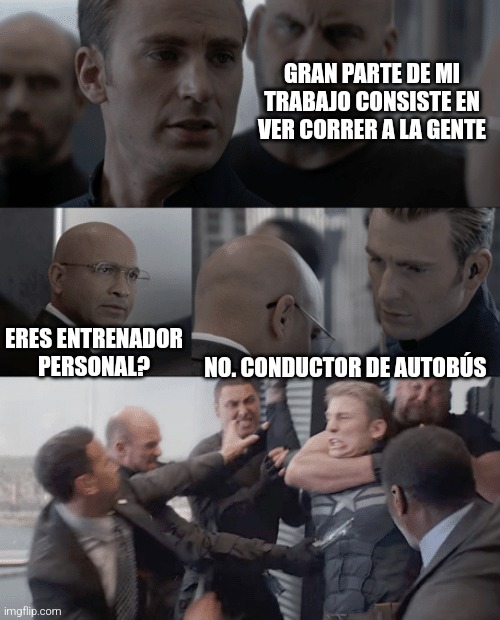 GRAN PARTE DE MI
TRABAJO CONSISTE EN
VER CORRER A LA GENTE
ERES ENTRENADOR
PERSONAL?
NO. CONDUCTOR DE AUTOBÚS
imgflip.com